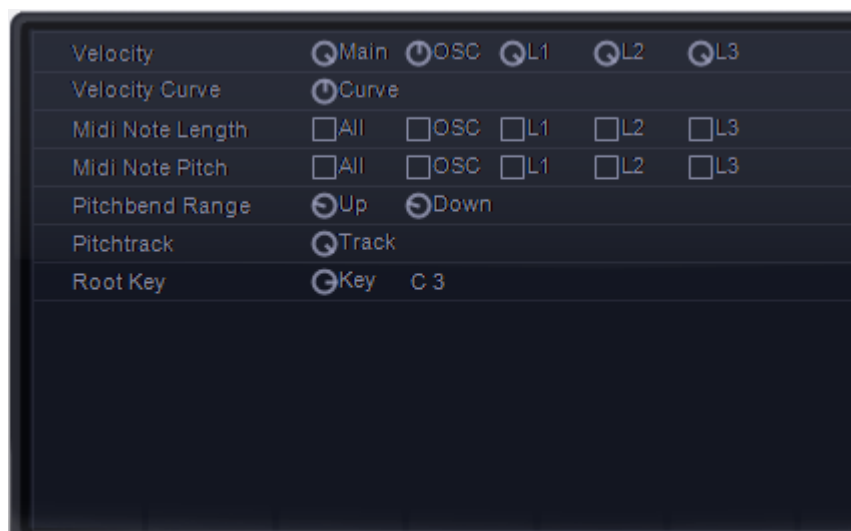 Velocity Main OSC L1 L2 L3
Velocity Curve Curve
Midi Note Length All OSC L1 L2 L3
Midi Note Pitch All OSC L1 L2 L3
Pitchbend Range Up Down
Pitchtrack Track
Root Key Key C 3